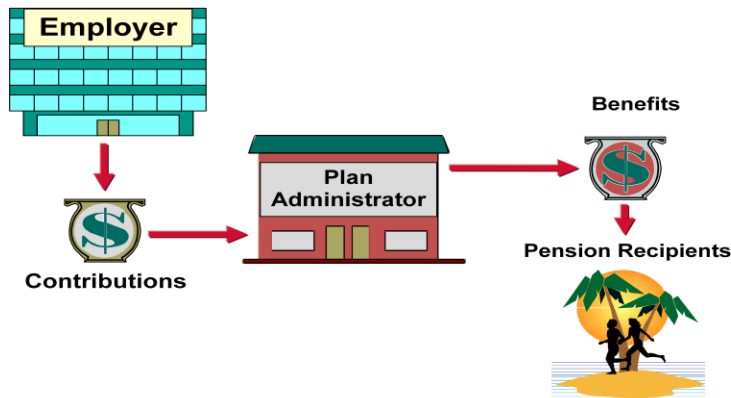 Employer
Benefits
Plan
Administrator
$
$
Pension Recipients
Contributions